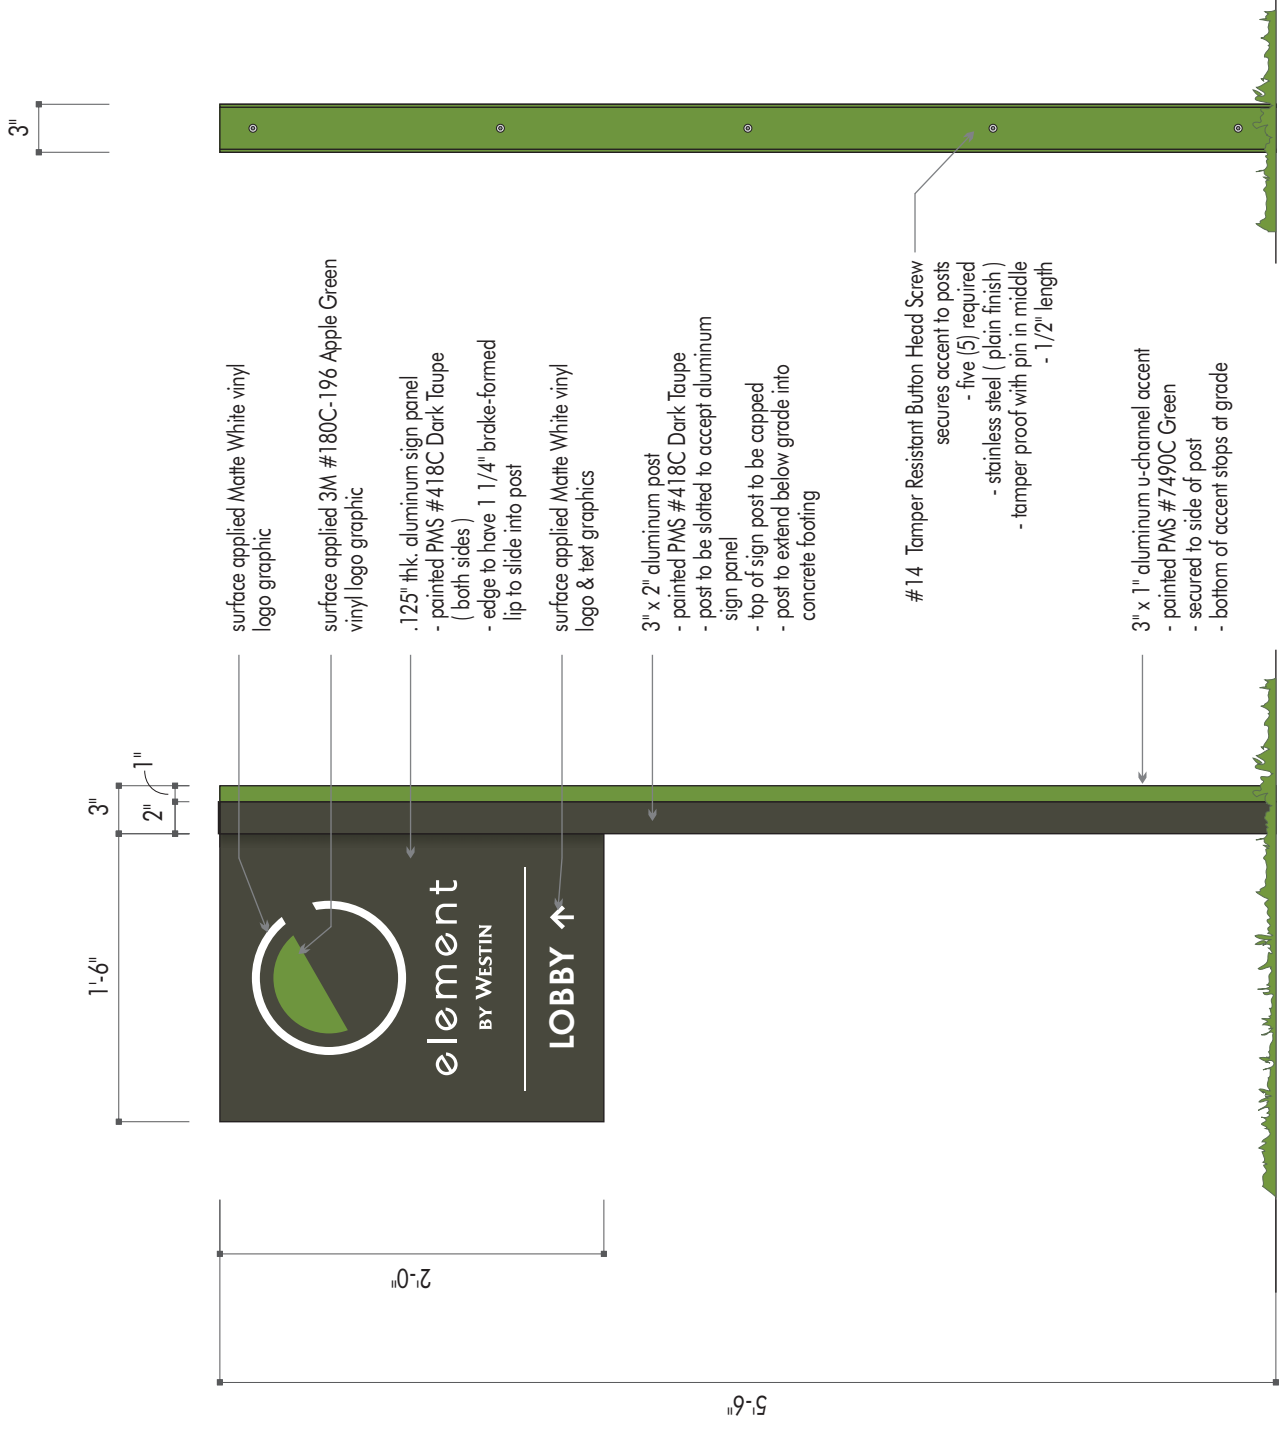 1'-6"
3"
2"
1"
3"
2'-0"
5'-6"
element
BY WESTIN
LOBBY ↑
surface applied Matte White vinyl
logo graphic
surface applied 3M #180C-196 Apple Green
vinyl logo graphic
.125" thk. aluminum sign panel
- painted PMS #418C Dark Taupe
( both sides )
- edge to have 1 1/4" brake-formed
lip to slide into post
surface applied Matte White vinyl
logo & text graphics
3" x 2" aluminum post
- painted PMS #418C Dark Taupe
- post to be slotted to accept aluminum
sign panel
- top of sign post to be capped
- post to extend below grade into
concrete footing
#14 Tamper Resistant Button Head Screw
secures accent to posts
- five (5) required
- stainless steel ( plain finish )
- tamper proof with pin in middle
- 1/2" length
3" x 1" aluminum u-channel accent
- painted PMS #7490C Green
- secured to side of post
- bottom of accent stops at grade